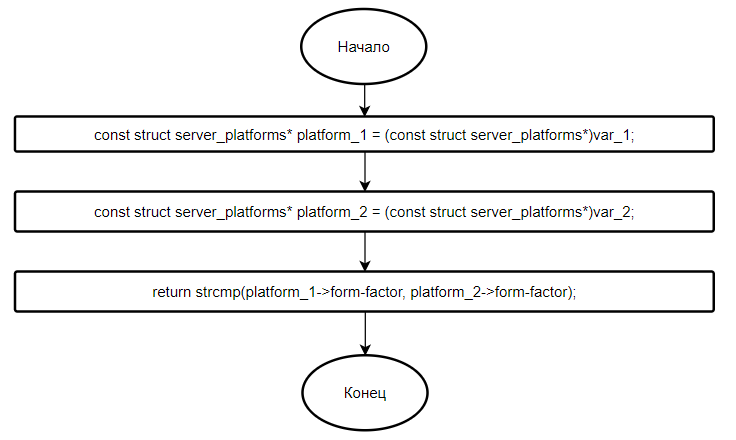 Начало
const struct server_platforms* platform_1 = (const struct server_platforms*)var_1;
const struct server_platforms* platform_2 = (const struct server_platforms*)var_2;
return strcmp(platform_1->form-factor, platform_2->form-factor);
Конец